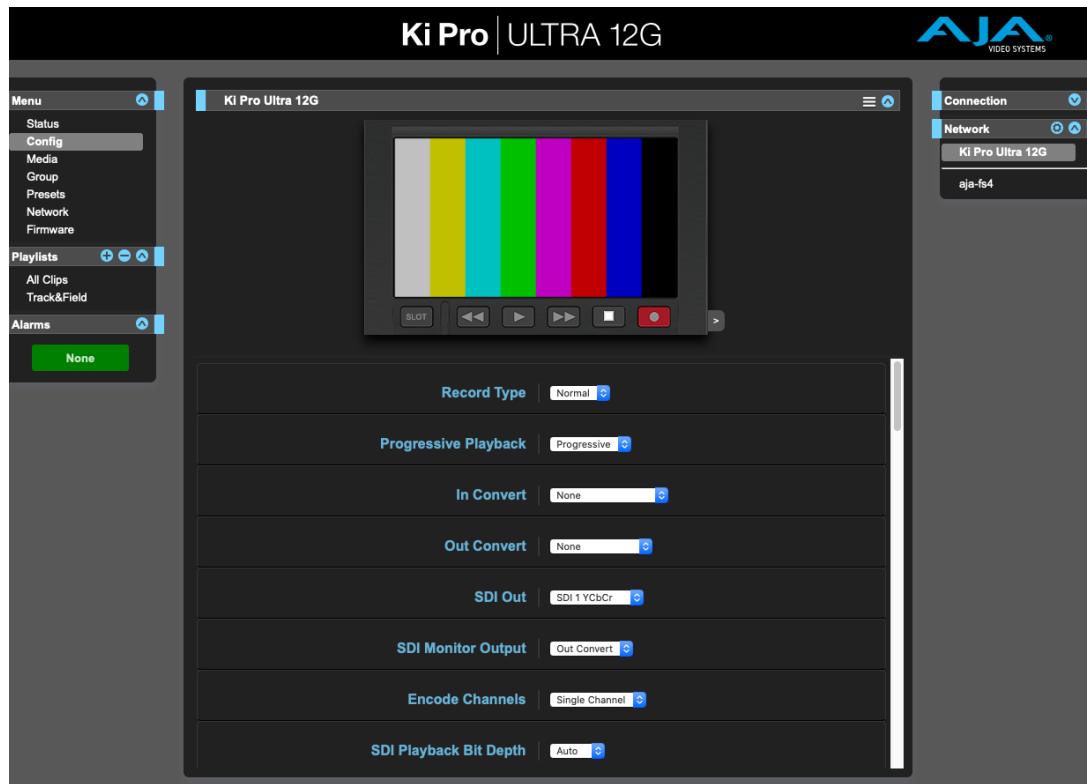 Ki Pro ULTRA 12G
AJA
VIDEO SYSTEMS
Menu
Status
Config
Media
Group
Presets
Network
Firmware
Playlists
All Clips
Track&Field
Alarms
None
Ki Pro Ultra 12G
SLOT
Record Type Normal
Progressive Playback Progressive
In Convert None
Out Convert None
SDI Out SDI 1 YCbCr
SDI Monitor Output Out Convert
Encode Channels Single Channel
SDI Playback Bit Depth Auto
Connection
Network
Ki Pro Ultra 12G
aja-fs4